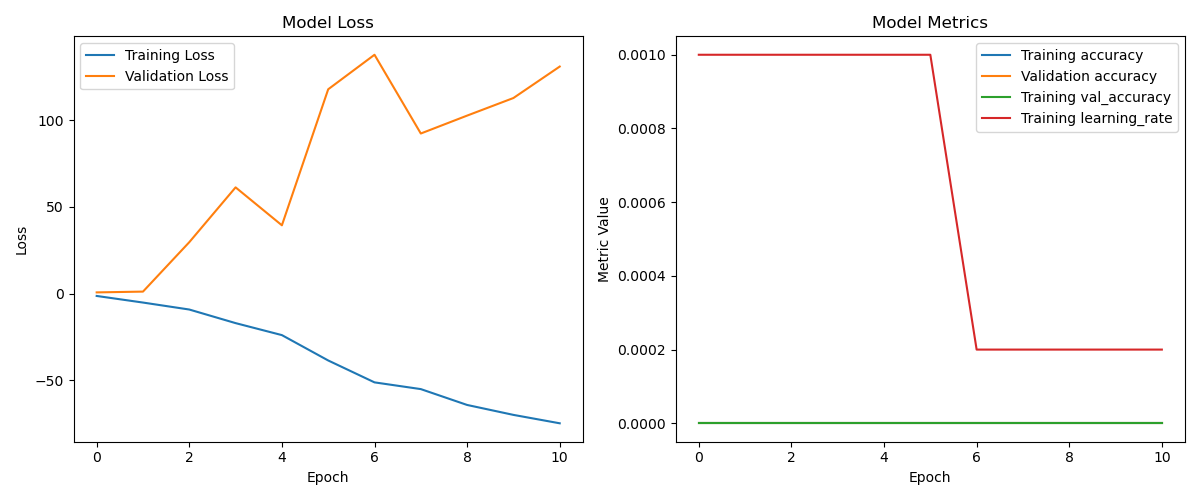 Model Loss
Training Loss
Validation Loss
100
50
0
−50
Loss
0 2 4 6 8 10
Epoch
Model Metrics
Training accuracy
Validation accuracy
Training val_accuracy
Training learning_rate
0.0010
0.0008
0.0006
0.0004
0.0002
0.0000
Metric Value
0 2 4 6 8 10
Epoch